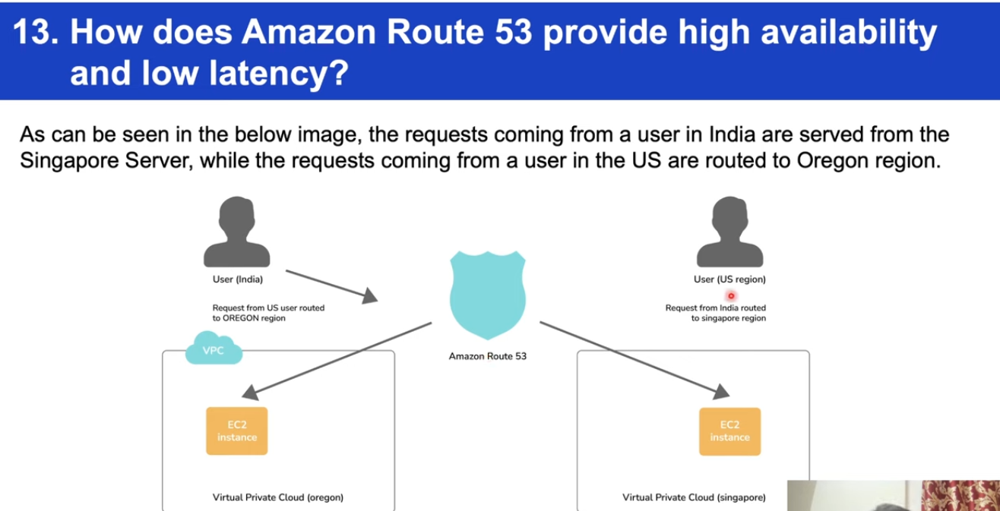 13. How does Amazon Route 53 provide high availability
and low latency?
As can be seen in the below image, the requests coming from a user in India are served from the
Singapore Server, while the requests coming from a user in the US are routed to Oregon region.
User (India)
User (US region)
Request from US user routed
to OREGON region
Request from India routed
to singapore region
VPC
Amazon Route 53
EC2
instance
EC2
instance
Virtual Private Cloud (oregon)
Virtual Private Cloud (singapore)